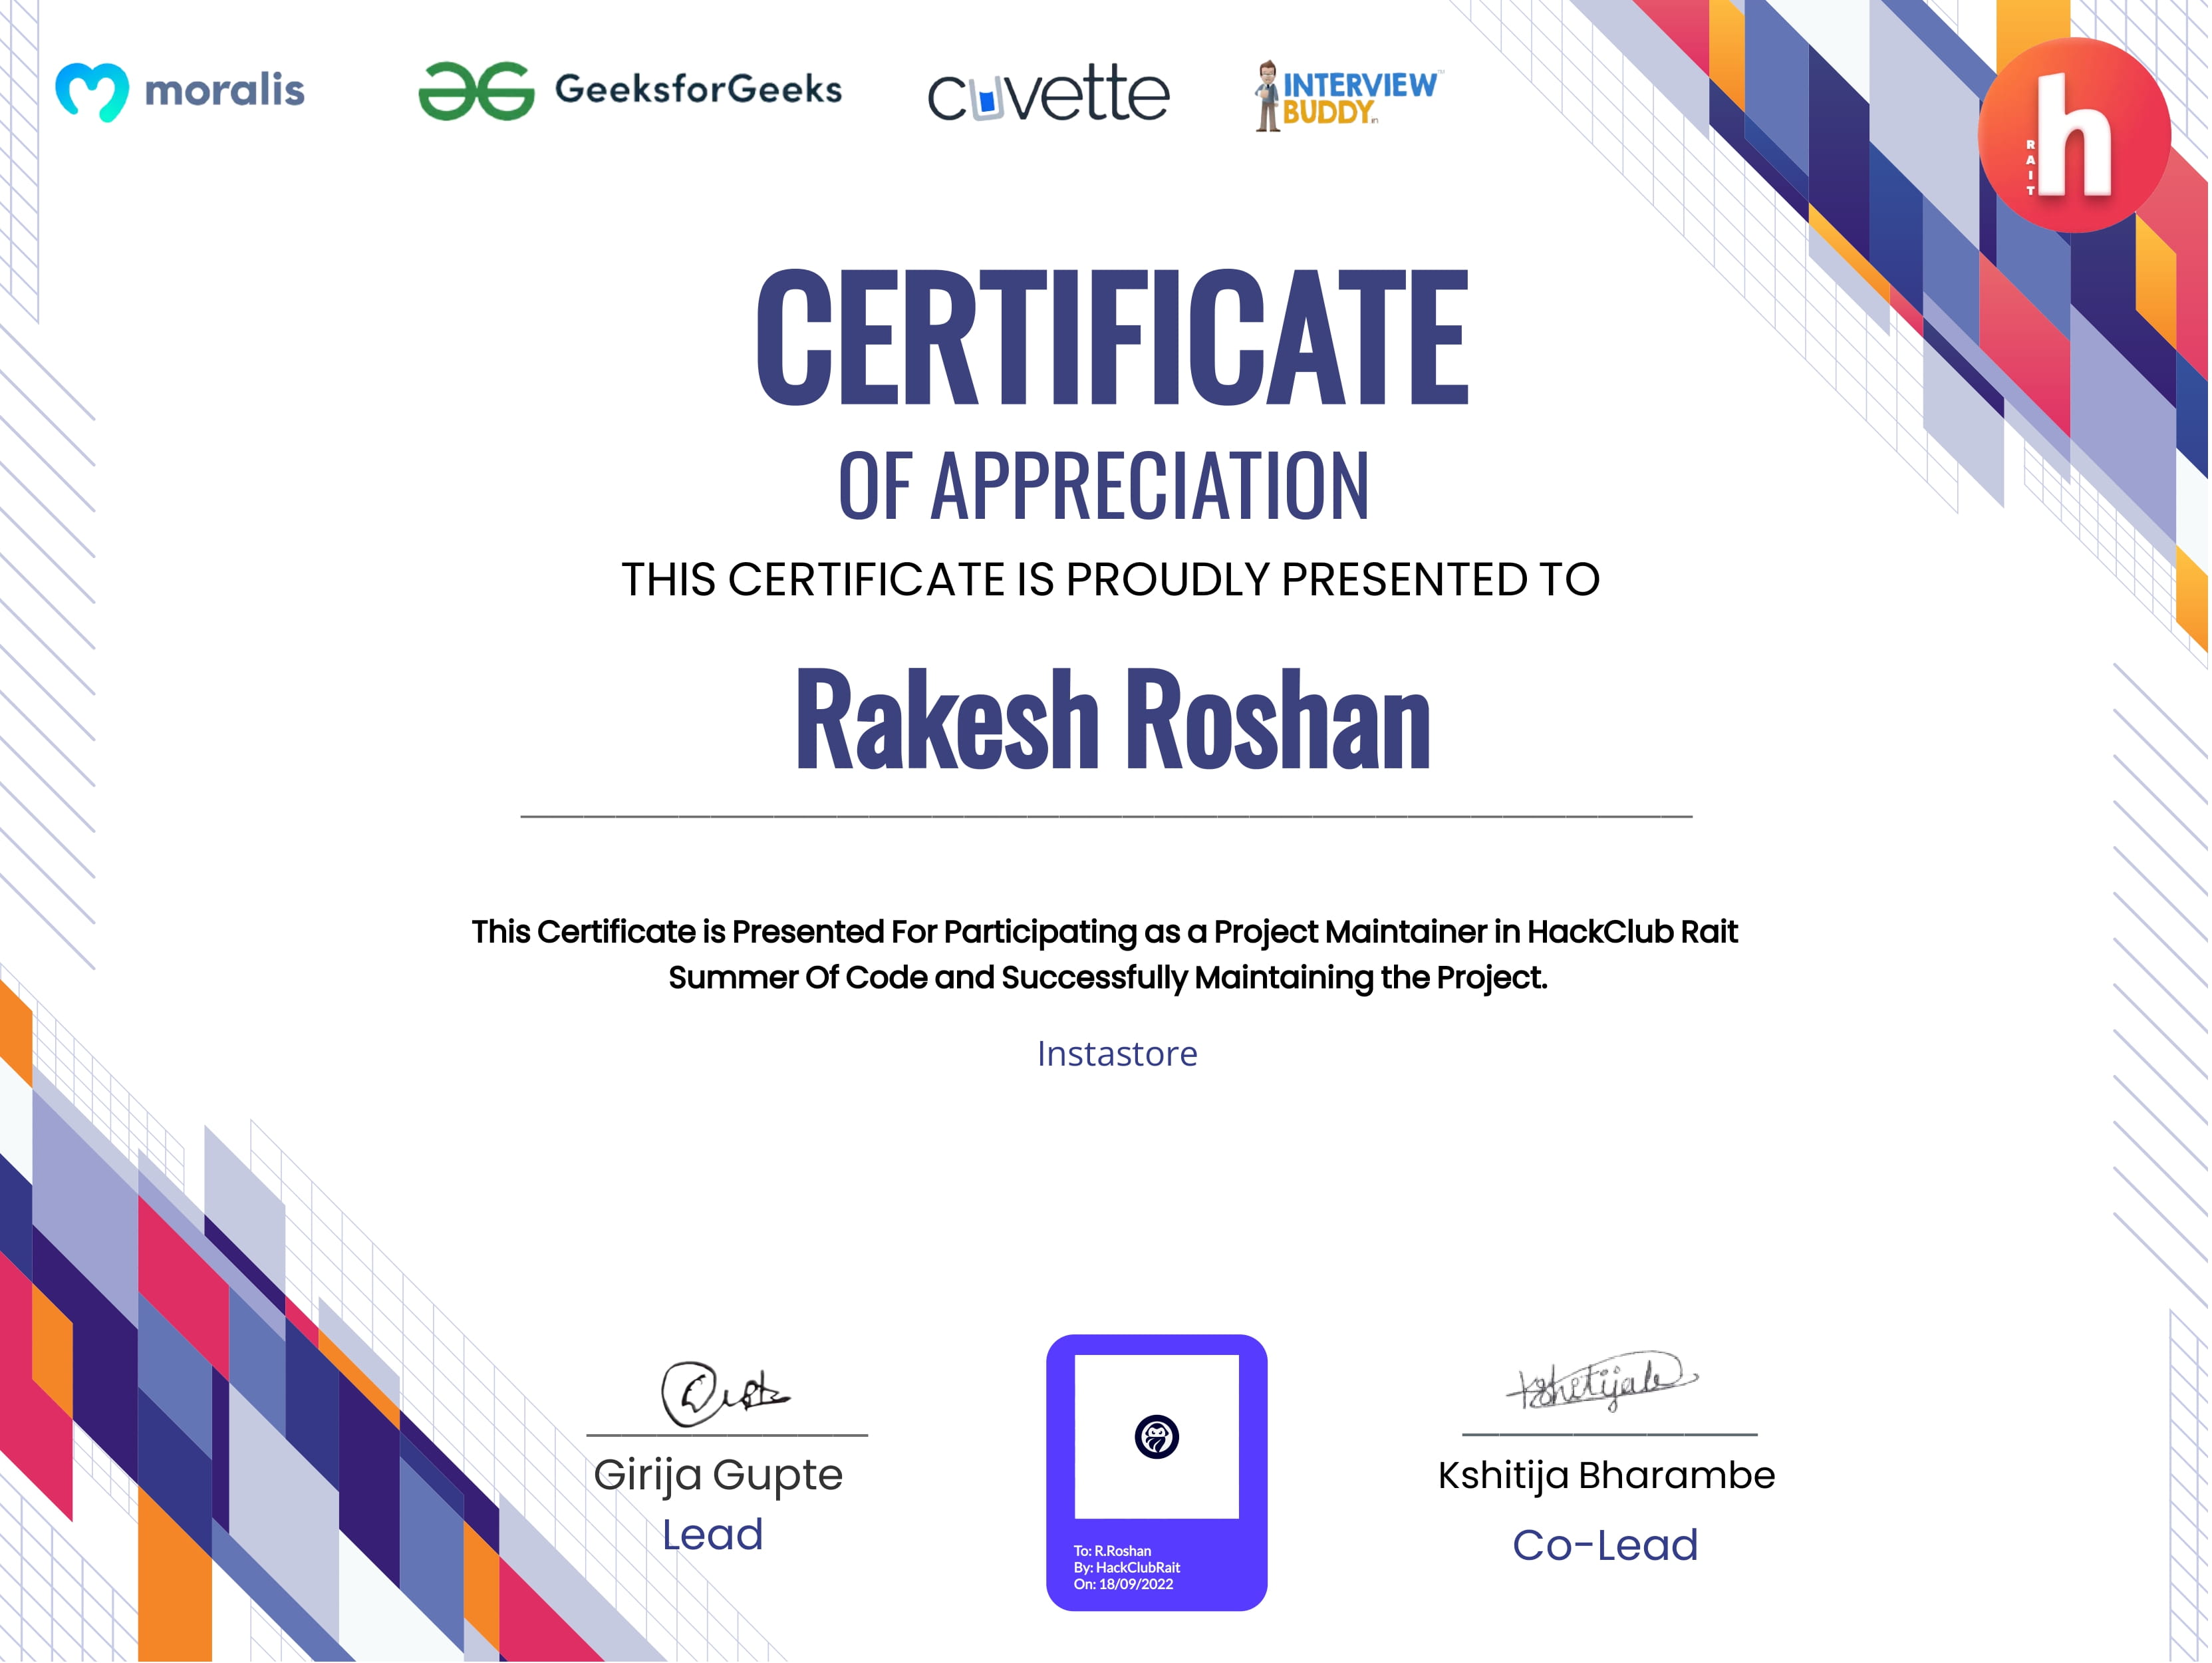 moralis
GeeksforGeeks
cuvette
INTERVIEW
BUDDY
RAIT
h
CERTIFICATE
OF APPRECIATION
THIS CERTIFICATE IS PROUDLY PRESENTED TO
Rakesh Roshan
This Certificate is Presented For Participating as a Project Maintainer in HackClub Rait
Summer Of Code and Successfully Maintaining the Project.
Instastore
Kshitijab
Girija Gupte
Lead
To: R.Roshan
By: HackClubRait
On: 18/09/2022
Kshitija Bharambe
Co-Lead